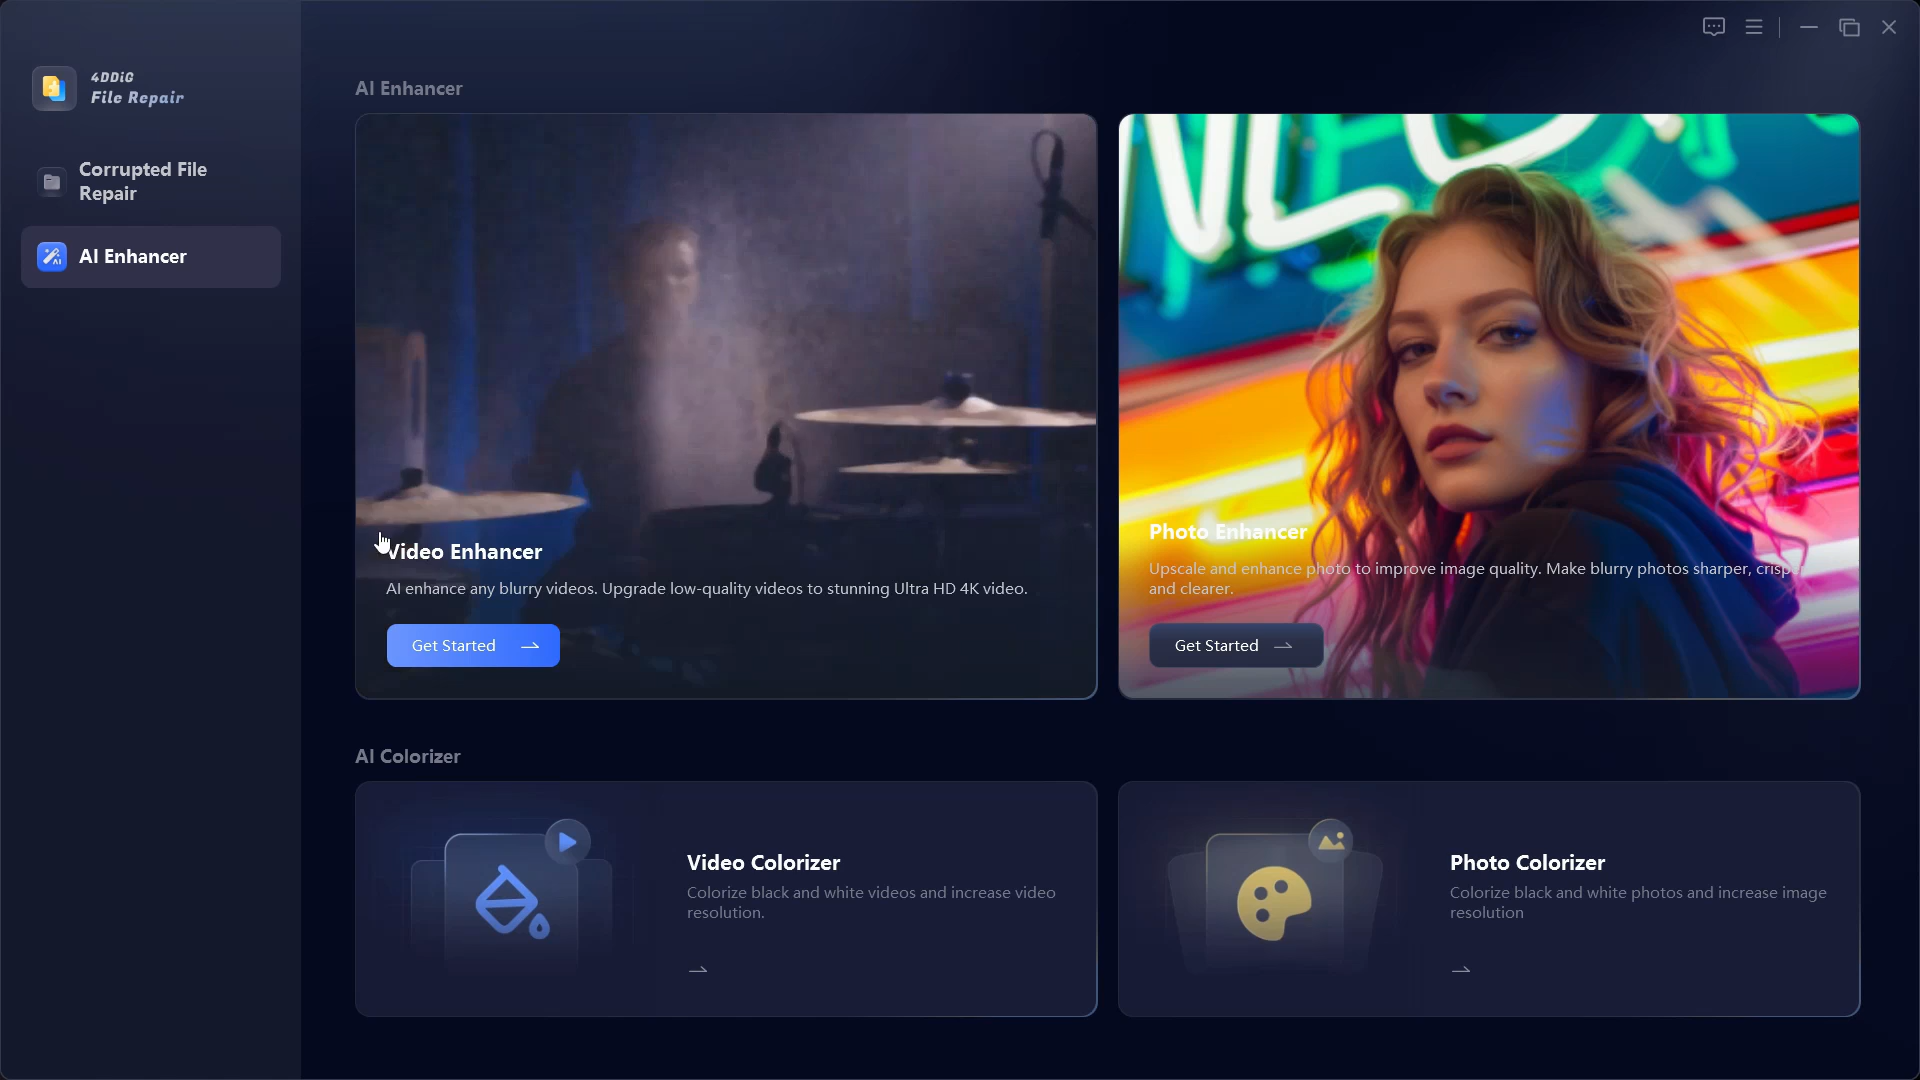 4DDiG
File Repair
Corrupted File
Repair
AI Enhancer
AI Enhancer
Video Enhancer
AI enhance any blurry videos. Upgrade low-quality videos to stunning Ultra HD 4K video.
Get Started
Photo Enhancer
Upscale and enhance photo to improve image quality. Make blurry photos sharper, crisper
and clearer.
Get Started
AI Colorizer
Video Colorizer
Colorize black and white videos and increase video
resolution.
Photo Colorizer
Colorize black and white photos and increase image
resolution